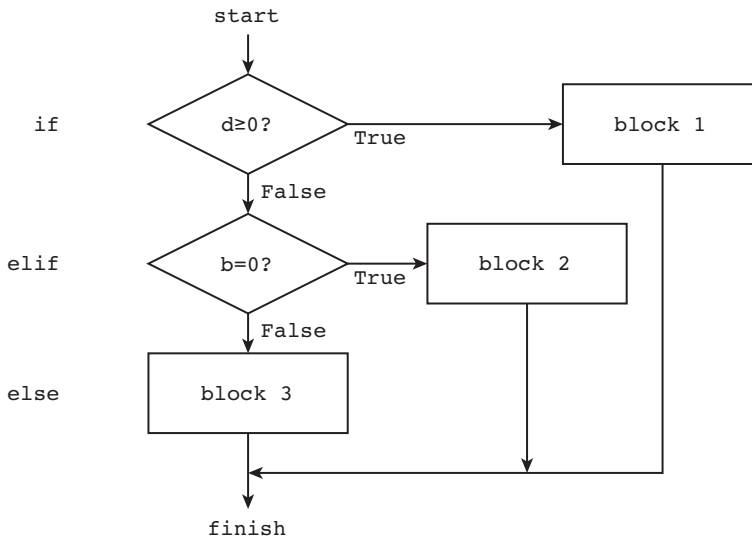 start
if
d≥0?
True
block 1
False
elif
b=0?
True
block 2
False
else
block 3
finish